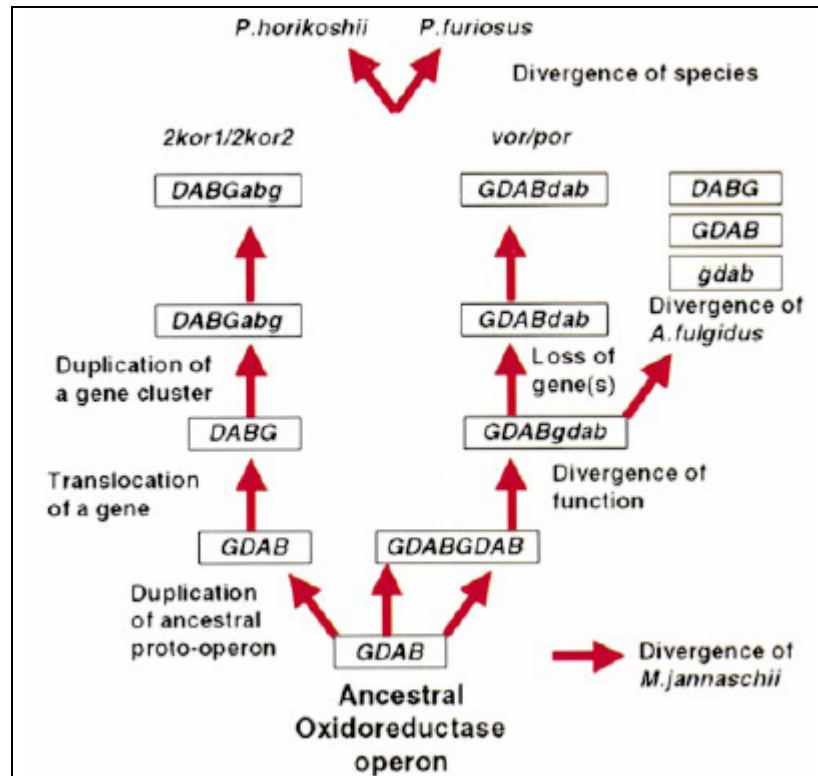 P.horikoshii P.furiosus
Divergence of species
2kor1/2kor2 vor/por
DABGabg GDABdab DABG
GDAB
gdab
DABGabg GDABdab Divergence of
A.fulgidus
Duplication of
a gene cluster
Loss of
gene(s)
DABG GDABgdab
Translocation
of a gene
Divergence of
function
GDAB GDABGDAB
Duplication
of ancestral
proto-operon
GDAB
Divergence of
M.jannaschii
Ancestral
Oxidoreductase
operon